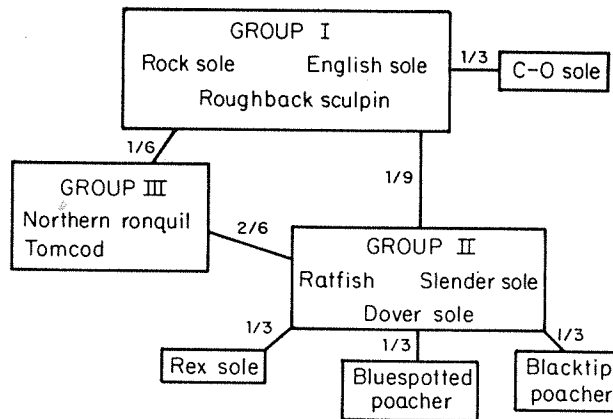 GROUP I
Rock sole English sole
Roughback sculpin
1/3
C-O sole
1/6
1/9
GROUP III
Northern ronquil
Tomcod
2/6
GROUP II
Ratfish Slender sole
Dover sole
1/3
1/3
1/3
Rex sole
Bluespotted
poacher
Blacktip
poacher